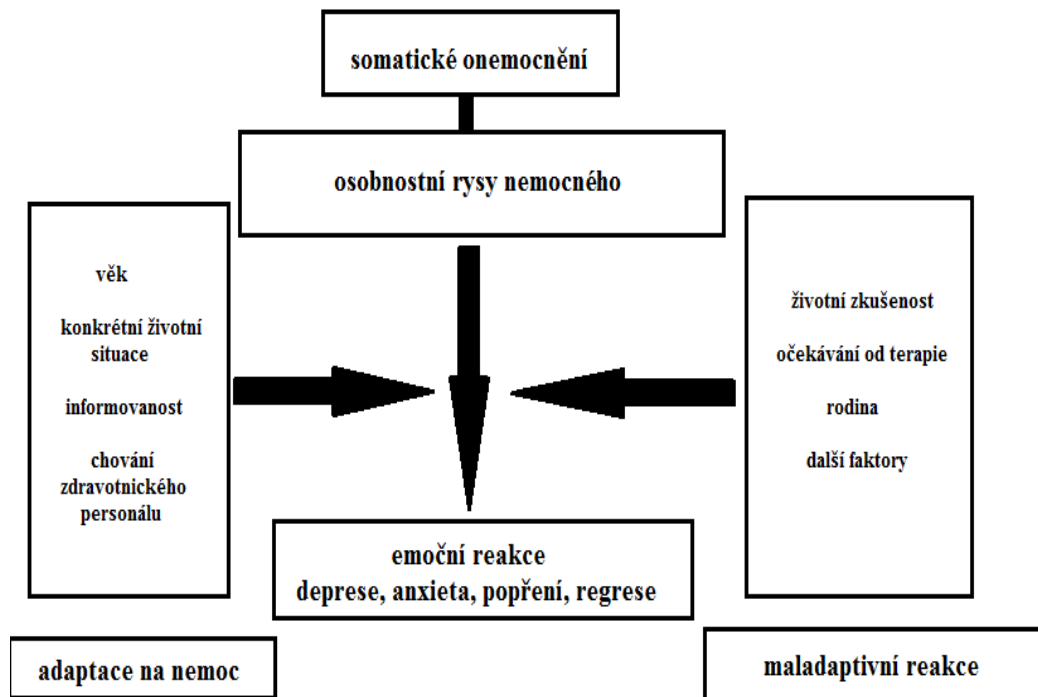 somatické onemocnění
osobnostní rysy nemocného
věk
konkrétní životní
situace
informovanost
chování
zdravotnického
personálu
životní zkušenost
očekávání od terapie
rodina
další faktory
emoční reakce
deprese, anxieta, popření, regrese
adaptace na nemoc
maladaptivní reakce